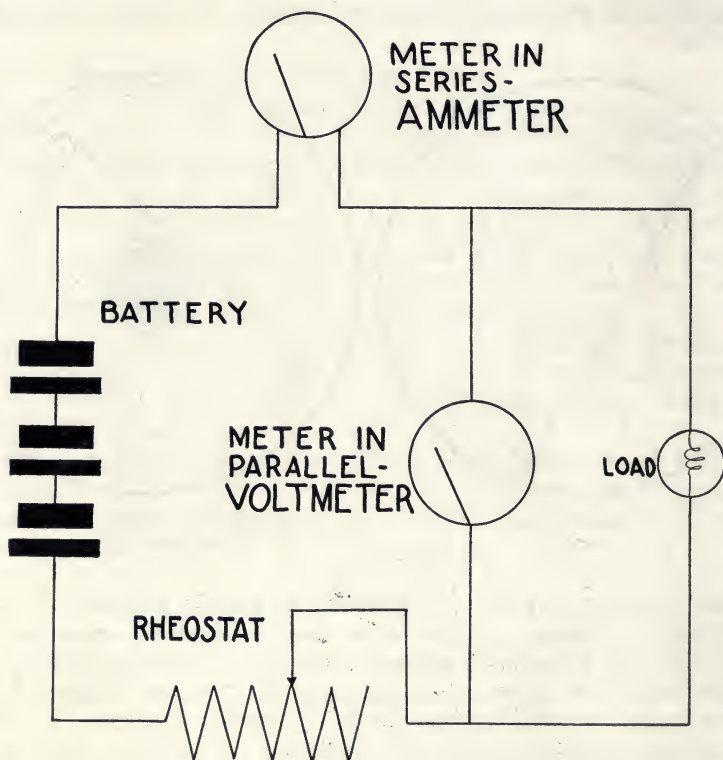 METER IN
SERIES-
AMMETER
BATTERY
METER IN
PARALLEL-
VOLTMETER
LOAD
RHEOSTAT